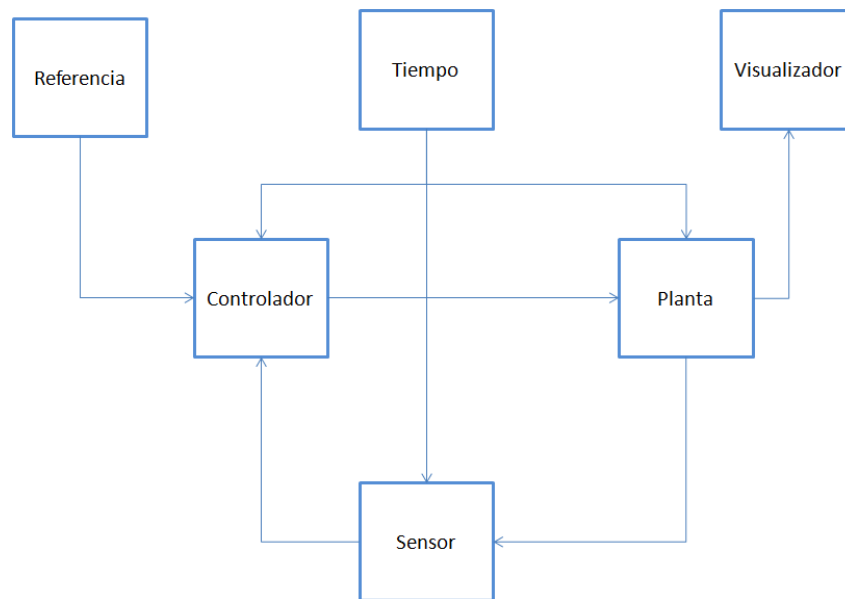 Referencia
Tiempo
Visualizador
Controlador
Planta
Sensor